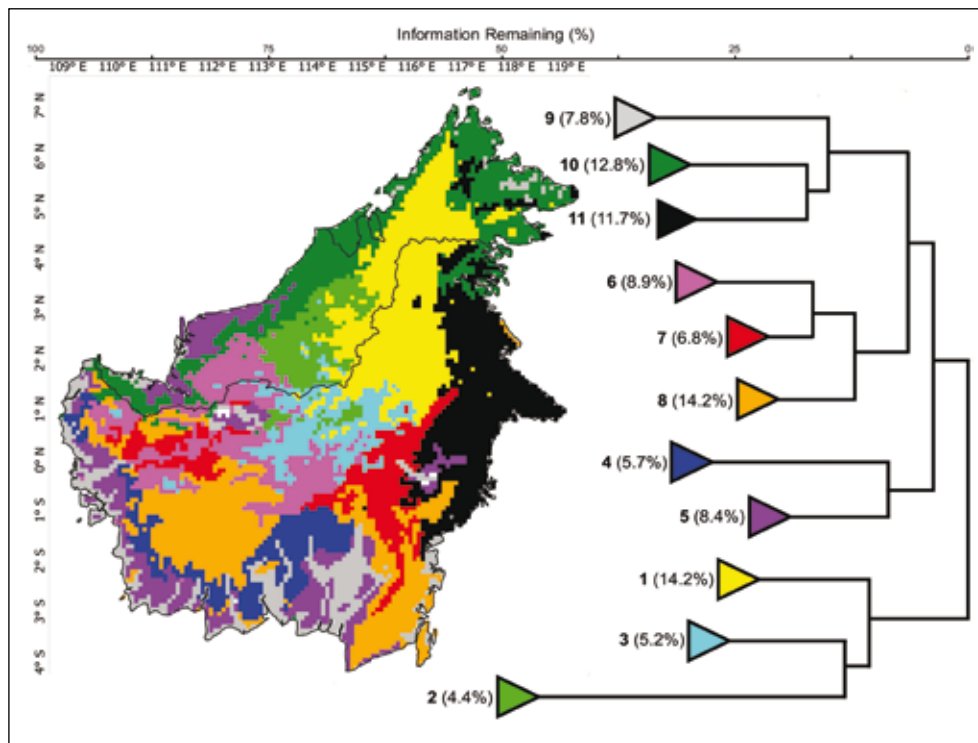 Information Remaining (%)
100 75 50 25 0
109° E 110° E 111° E 112° E 113° E 114° E 115° E 116° E 117° E 118° E 119° E
7° N
6° N
5° N
4° N
3° N
2° N
1° N
0° N
1° S
2° S
3° S
4° S
9 (7.8%)
10 (12.8%)
11 (11.7%)
6 (8.9%)
7 (6.8%)
8 (14.2%)
4 (5.7%)
5 (8.4%)
1 (14.2%)
3 (5.2%)
2 (4.4%)